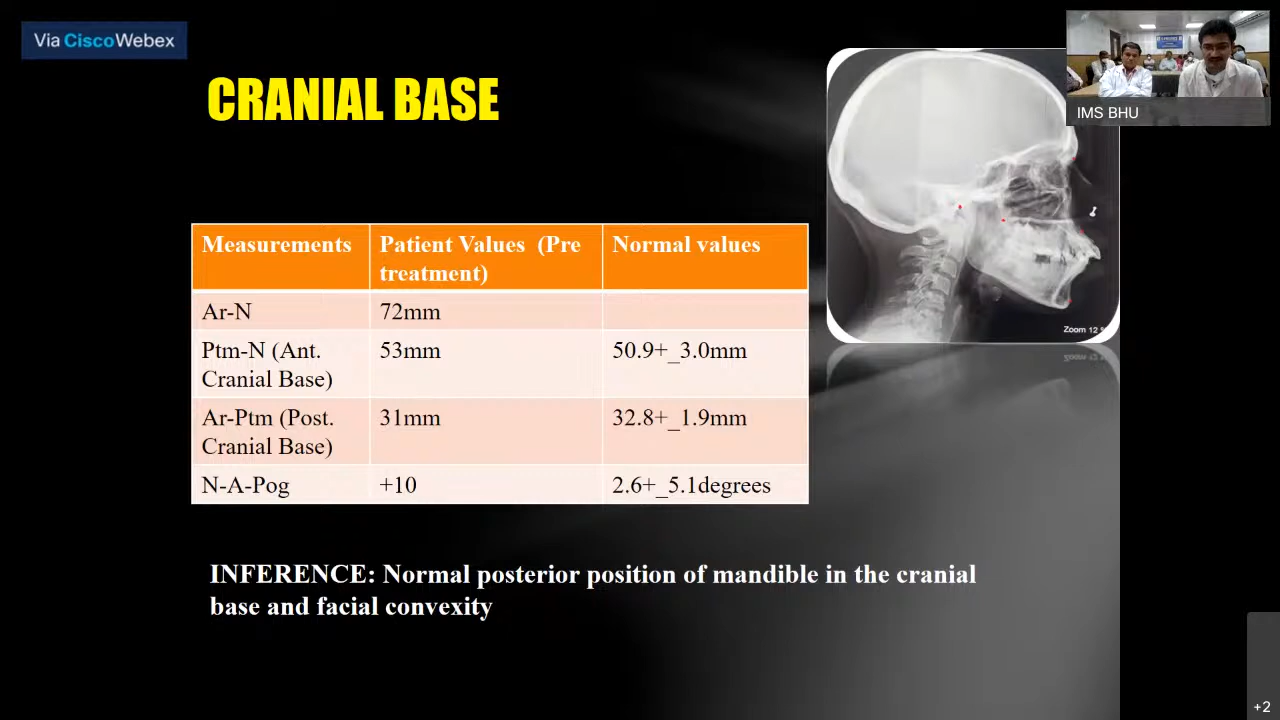 Via CiscoWebex
CRANIAL BASE
IMS BHU
Zoom 12 %
Measurements
Patient Values (Pre
treatment)
Normal values
Ar-N
72mm
Ptm-N (Ant.
Cranial Base)
53mm
50.9+_3.0mm
Ar-Ptm (Post.
Cranial Base)
31mm
32.8+_1.9mm
N-A-Pog
+10
2.6+_5.1degrees
INFERENCE: Normal posterior position of mandible in the cranial
base and facial convexity
+2